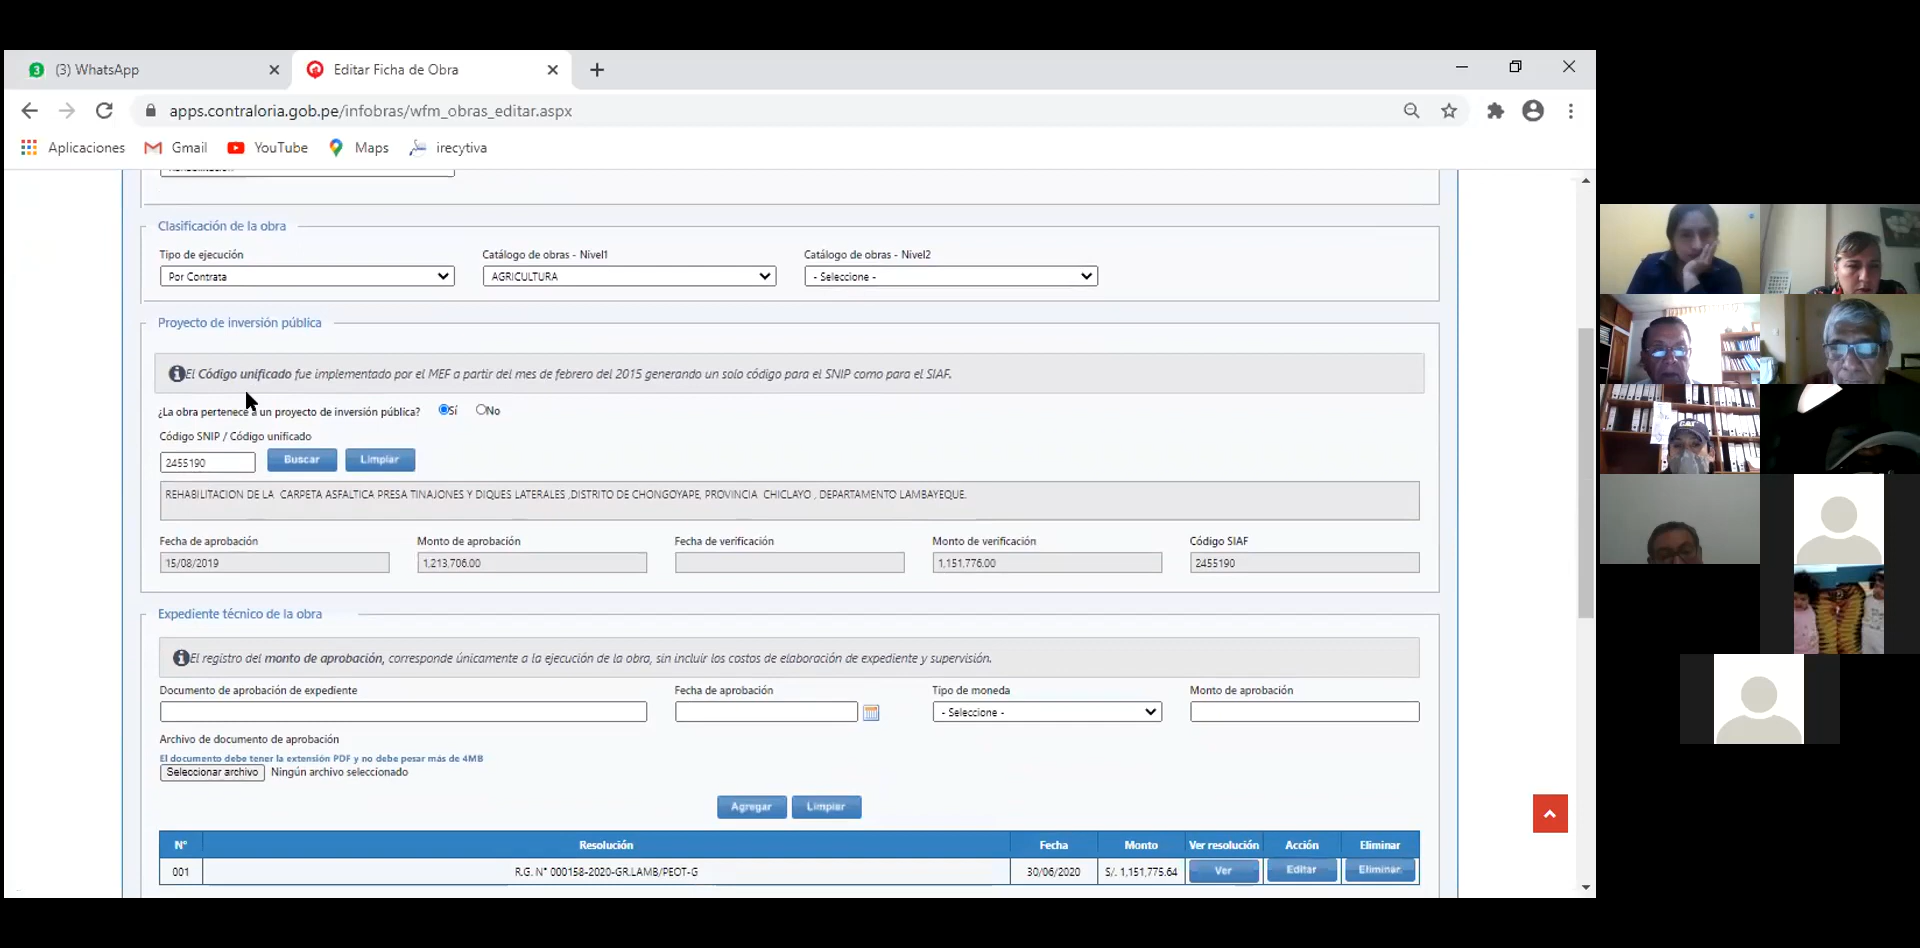 3 (3) WhatsApp
Editar Ficha de Obra
apps.contraloria.gob.pe/infobras/wfm_obras_editar.aspx
Aplicaciones Gmail YouTube Maps irecytiva
Clasificación de la obra
Tipo de ejecución Catálogo de obras - Nivel1 Catálogo de obras - Nivel2
Por Contrata AGRICULTURA - Seleccione -
Proyecto de inversión pública
El Código unificado fue implementado por el MEF a partir del mes de febrero del 2015 generando un solo código para el SNIP como para el SIAF.
¿La obra pertenece a un proyecto de inversión pública? Sí No
Código SNIP / Código unificado
2455190 Buscar Limpiar
REHABILITACION DE LA CARPETA ASFALTICA PRESA TINAJONES Y DIQUES LATERALES ,DISTRITO DE CHONGOYAPE, PROVINCIA CHICLAYO , DEPARTAMENTO LAMBAYEQUE.
Fecha de aprobación Monto de aprobación Fecha de verificación Monto de verificación Código SIAF
15/08/2019 1,213,706.00 1,151,776.00 2455190
Expediente técnico de la obra
El registro del monto de aprobación, corresponde únicamente a la ejecución de la obra, sin incluir los costos de elaboración de expediente y supervisión.
Documento de aprobación de expediente Fecha de aprobación Tipo de moneda Monto de aprobación
- Seleccione -
Archivo de documento de aprobación
El documento debe tener la extensión PDF y no debe pesar más de 4MB
Seleccionar archivo Ningún archivo seleccionado
Agregar Limpiar
N° Resolución Fecha Monto Ver resolución Acción Eliminar
001 R.G. N° 000158-2020-GR.LAMB/PEOT-G 30/06/2020 S/. 1,151,775.64 Ver Editar Eliminar
CAT